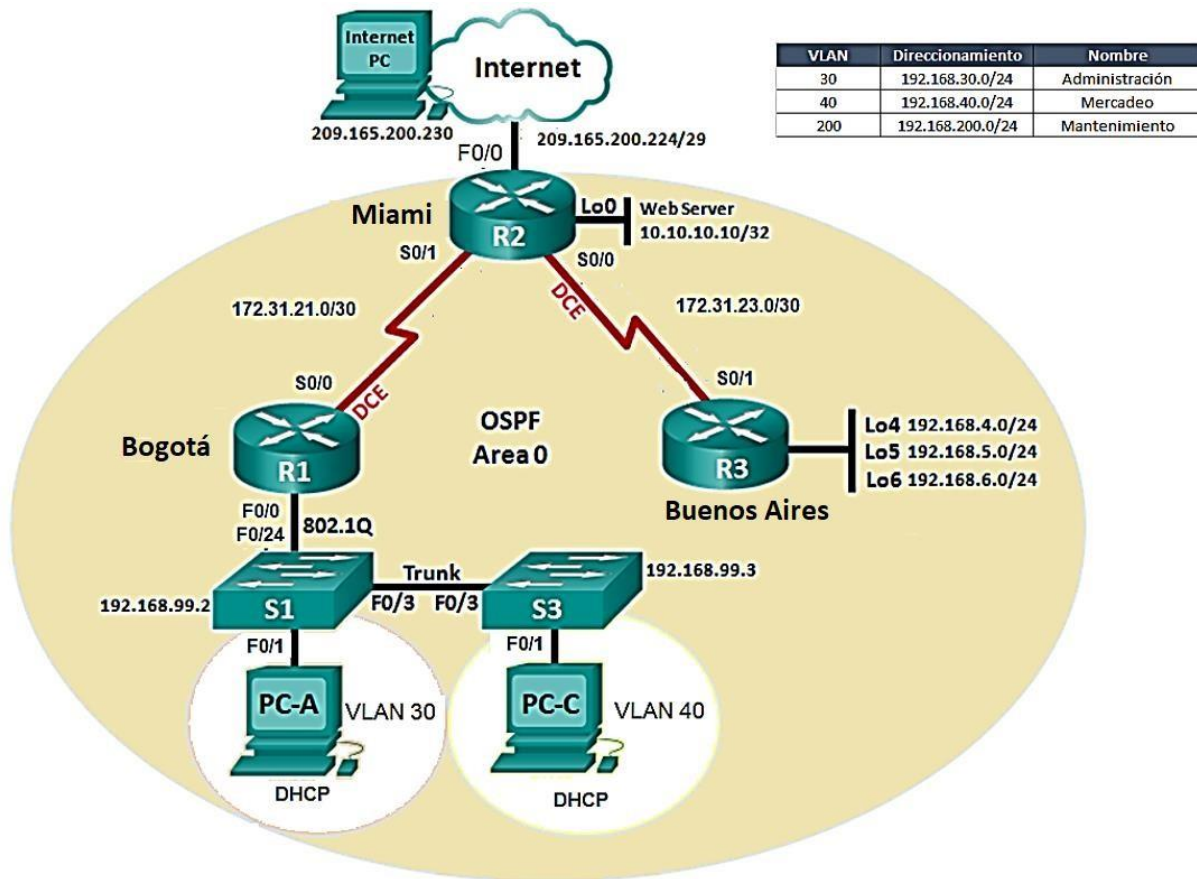 Internet
PC
Internet
209.165.200.230
209.165.200.224/29
F0/0
VLAN Direccionamiento Nombre
30 192.168.30.0/24 Administración
40 192.168.40.0/24 Mercadeo
200 192.168.200.0/24 Mantenimiento
Miami
R2
Lo0
Web Server
10.10.10.10/32
S0/1
S0/0
DCE
172.31.21.0/30
172.31.23.0/30
S0/0
DCE
S0/1
OSPF
Area 0
Bogotá
R1
R3
Buenos Aires
Lo4 192.168.4.0/24
Lo5 192.168.5.0/24
Lo6 192.168.6.0/24
F0/0
F0/24
802.1Q
Trunk
F0/3 F0/3
192.168.99.2
S1
S3
192.168.99.3
F0/1
F0/1
PC-A
VLAN 30
PC-C
VLAN 40
DHCP
DHCP